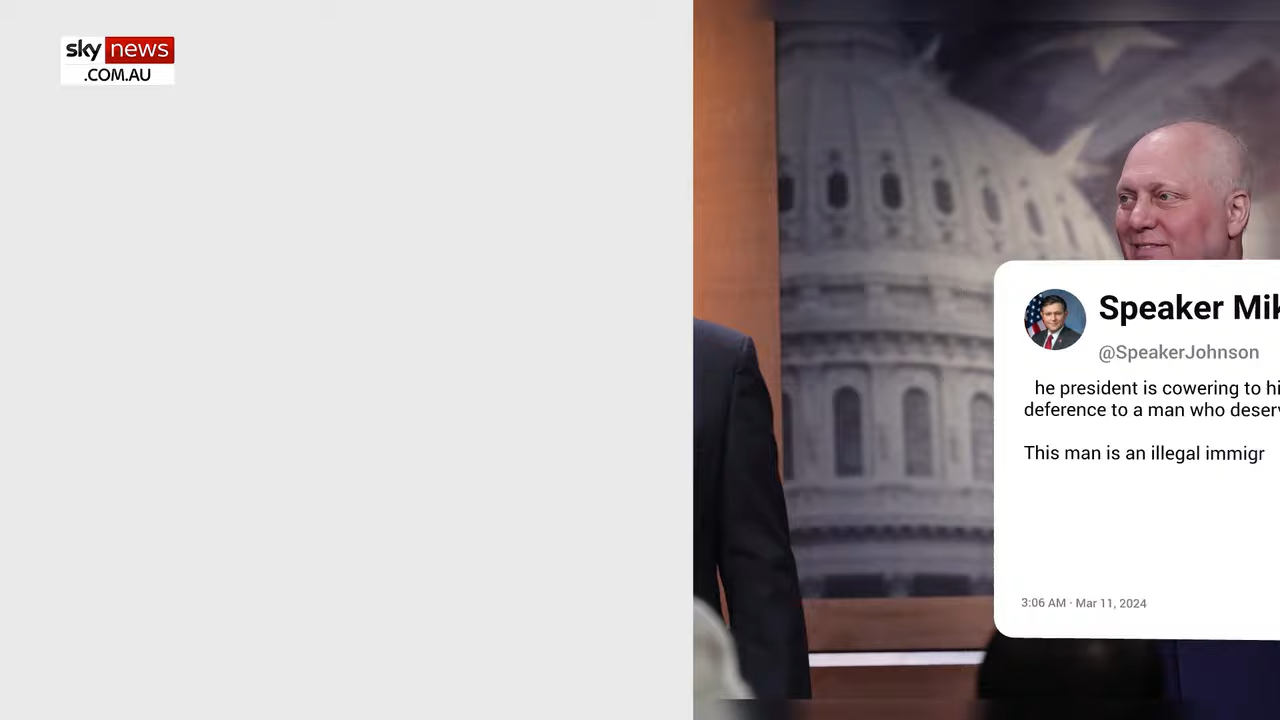 sky news
.COM.AU
Speaker Mik
@SpeakerJohnson
he president is cowering to hi
deference to a man who deser
This man is an illegal immigr
3:06 AM · Mar 11, 2024